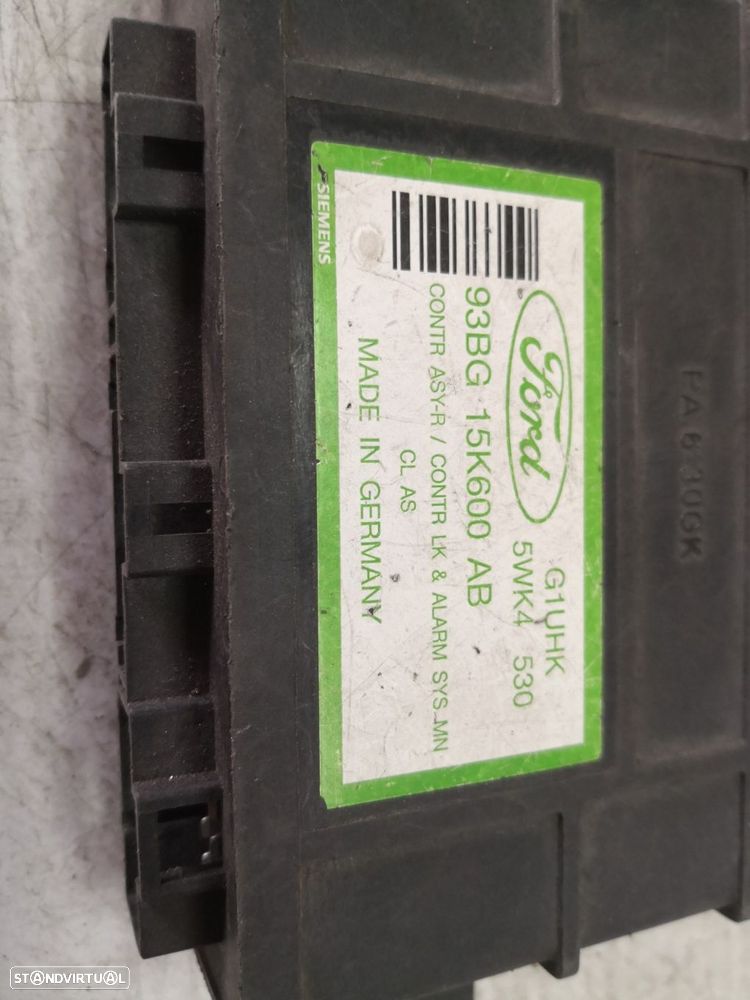 SIEMENS
Ford
G1UHK
5WK4 530
93BG 15K600 AB
CONTR ASY-R / CONTR LK & ALARM SYS-MN
CL AS
MADE IN GERMANY
PA 6 30GK
STANDVIRTUAL